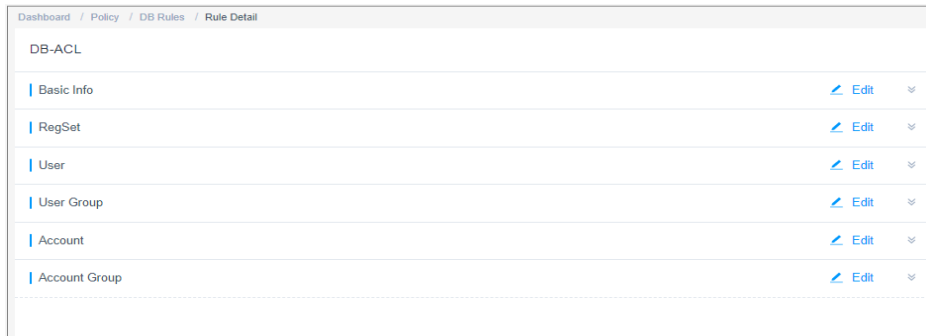 Dashboard / Policy / DB Rules / Rule Detail
DB-ACL
Basic Info Edit
RegSet Edit
User Edit
User Group Edit
Account Edit
Account Group Edit